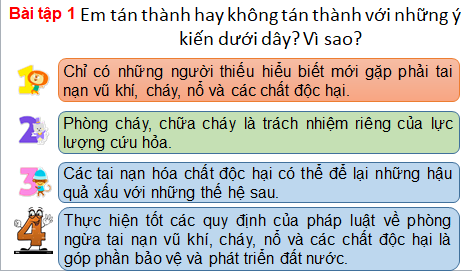 Bài tập 1 Em tán thành hay không tán thành với những ý
kiến dưới dây? Vì sao?
1 Chỉ có những người thiếu hiểu biết mới gặp phải tai
nạn vũ khí, cháy, nổ và các chất độc hại.
2 Phòng cháy, chữa cháy là trách nhiệm riêng của lực
lượng cứu hỏa.
3 Các tai nạn hóa chất độc hại có thể để lại những hậu
quả xấu với những thế hệ sau.
4 Thực hiện tốt các quy định của pháp luật về phòng
ngừa tai nạn vũ khí, cháy, nổ và các chất độc hại là
góp phần bảo vệ và phát triển đất nước.